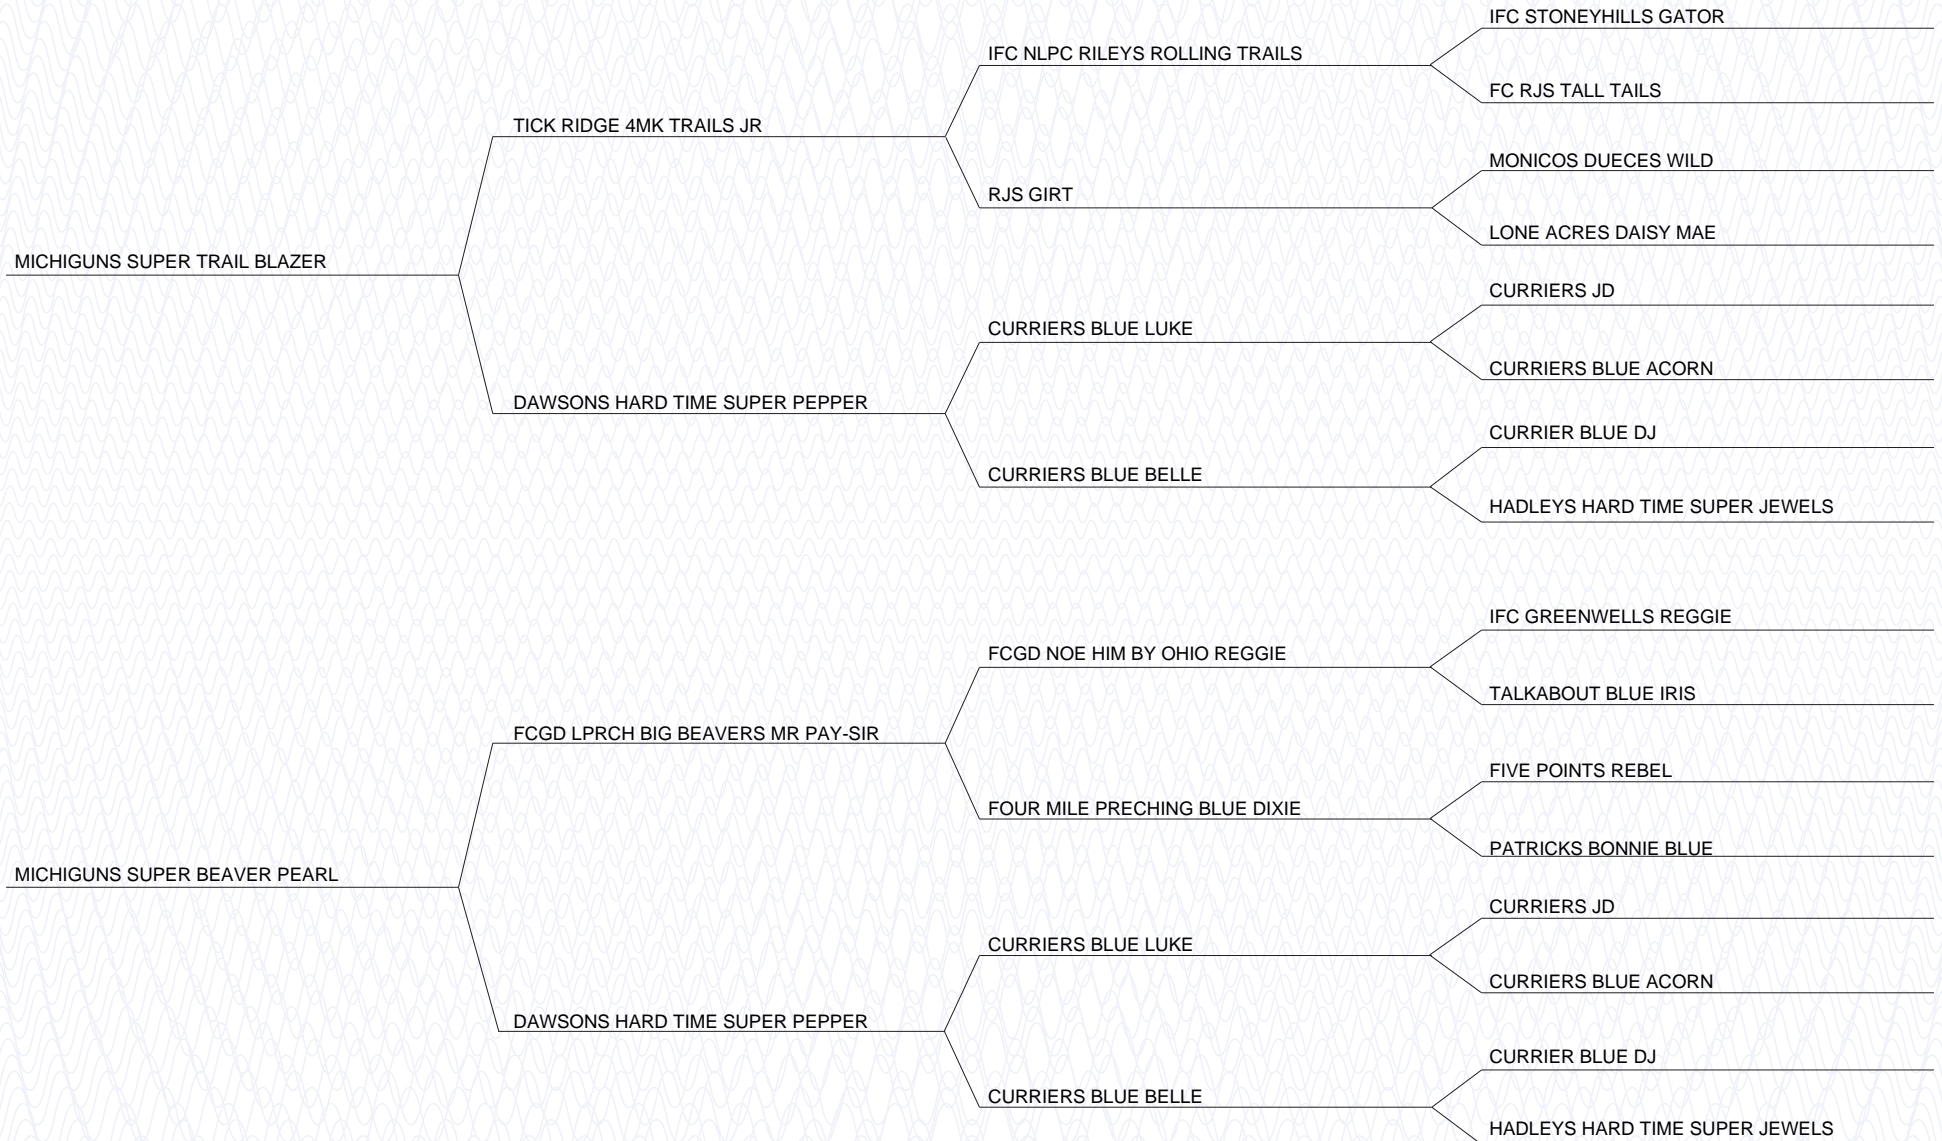 IFC STONEYHILLS GATOR
IFC NLPC RILEYS ROLLING TRAILS
FC RJS TALL TAILS
TICK RIDGE 4MK TRAILS JR
MONICOS DUECES WILD
RJS GIRT
LONE ACRES DAISY MAE
MICHIGUNS SUPER TRAIL BLAZER
CURRIERS JD
CURRIERS BLUE LUKE
CURRIERS BLUE ACORN
DAWSONS HARD TIME SUPER PEPPER
CURRIER BLUE DJ
CURRIERS BLUE BELLE
HADLEYS HARD TIME SUPER JEWELS
IFC GREENWELLS REGGIE
FCGD NOE HIM BY OHIO REGGIE
TALKABOUT BLUE IRIS
FCGD LPRCH BIG BEAVERS MR PAY-SIR
FIVE POINTS REBEL
FOUR MILE PRECHING BLUE DIXIE
PATRICKS BONNIE BLUE
MICHIGUNS SUPER BEAVER PEARL
CURRIERS JD
CURRIERS BLUE LUKE
CURRIERS BLUE ACORN
DAWSONS HARD TIME SUPER PEPPER
CURRIER BLUE DJ
CURRIERS BLUE BELLE
HADLEYS HARD TIME SUPER JEWELS